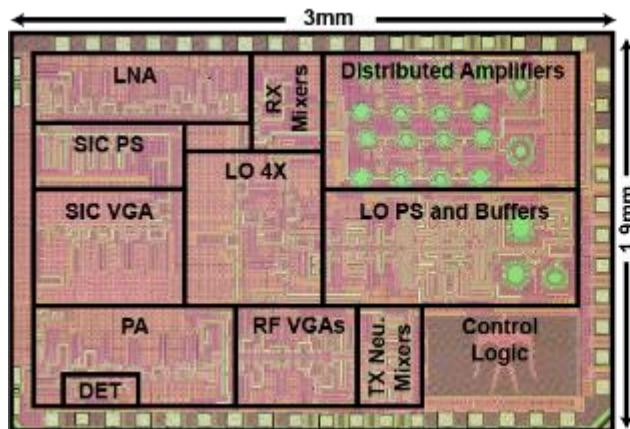 3mm
LNA
RX
Mixers
Distributed Amplifiers
SIC PS
LO 4X
SIC VGA
LO PS and Buffers
1.9mm
PA
RF VGAs
TX Neu.
Mixers
Control
Logic
DET